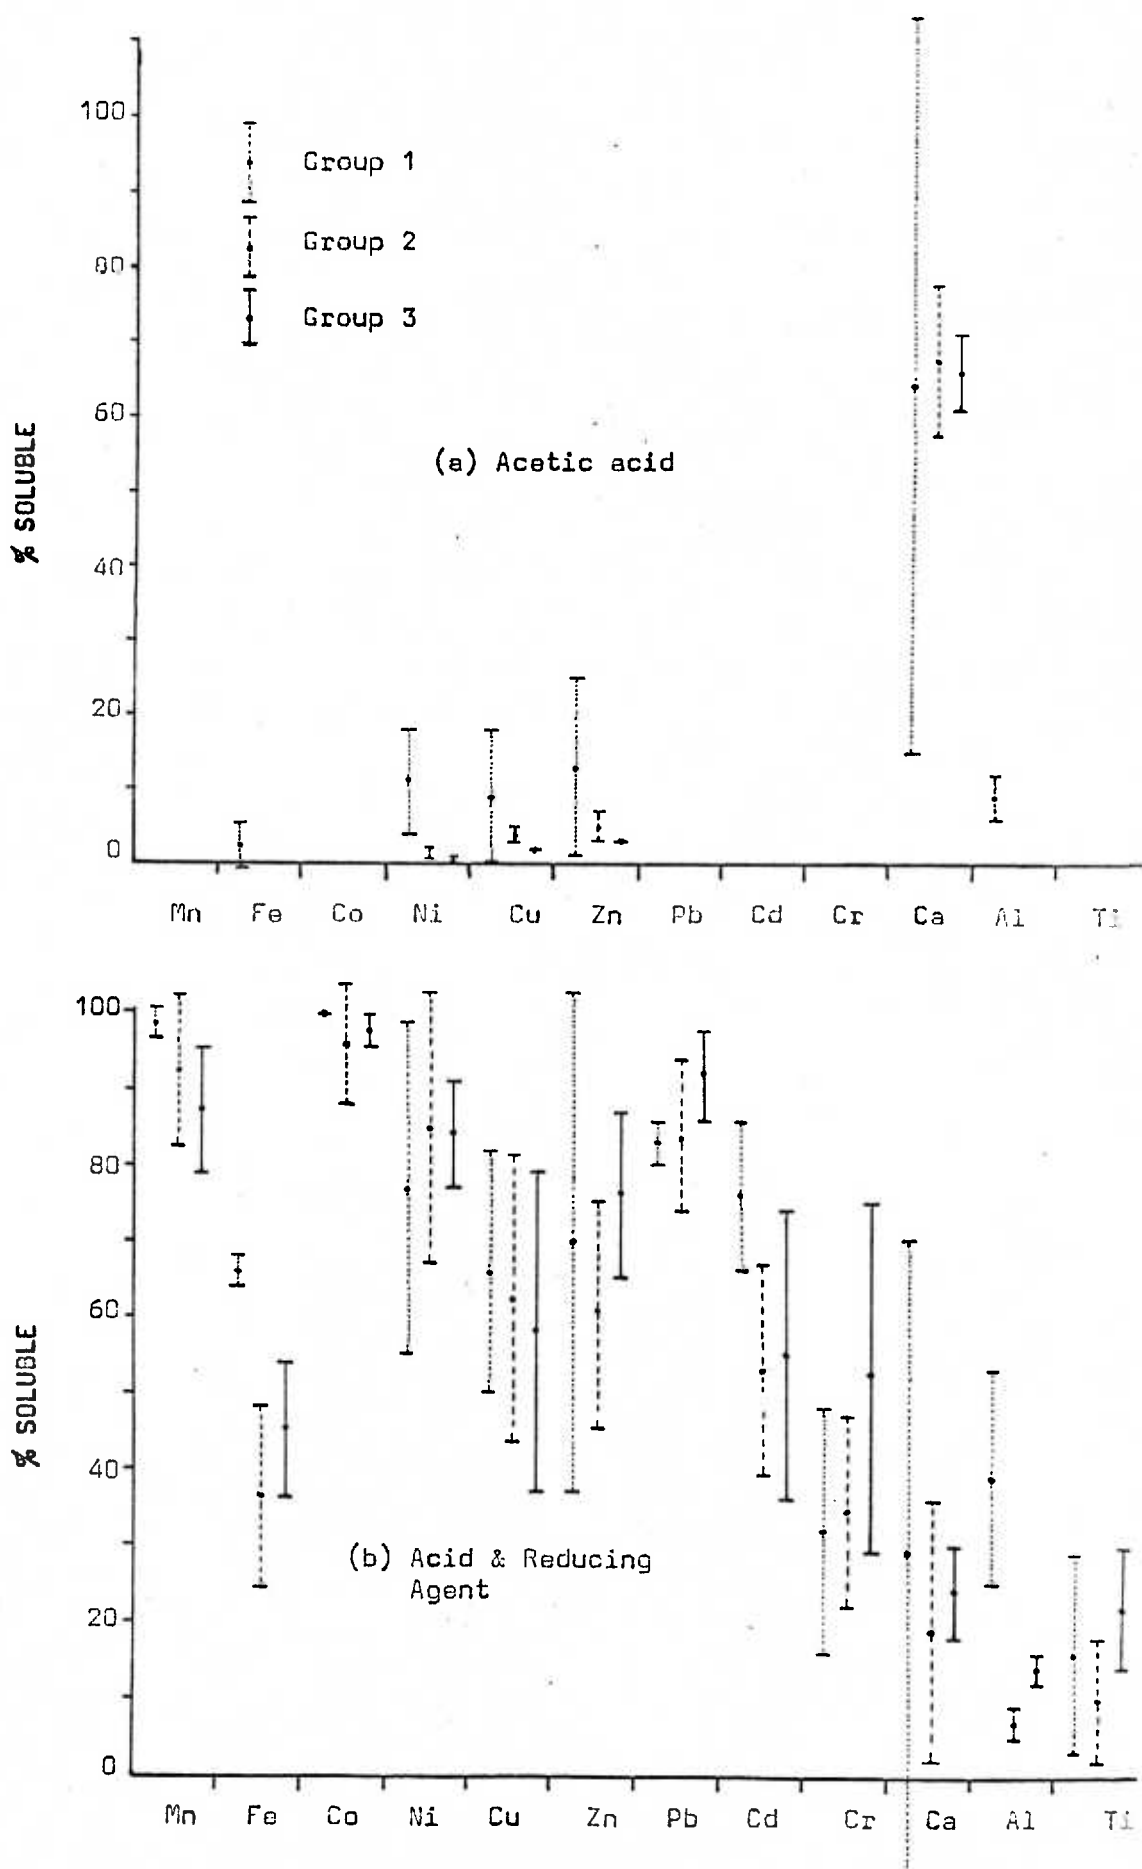 100
Group 1
Group 2
80
Group 3
60
(a) Acetic acid
% SOLUBLE
40
20
0
Mn Fe Co Ni Cu Zn Pb Cd Cr Ca Al Ti
100
80
60
% SOLUBLE
40
(b) Acid & Reducing
Agent
20
0
Mn Fe Co Ni Cu Zn Pb Cd Cr Ca Al Ti